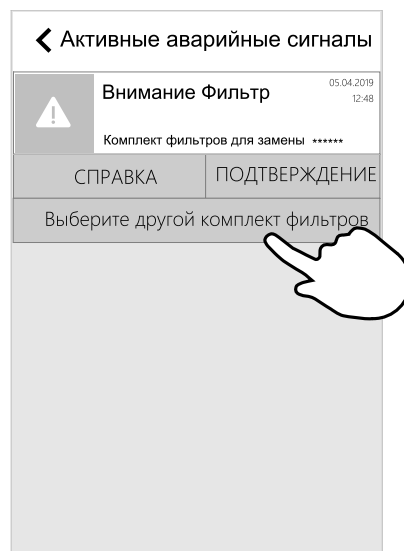 Активные аварийные сигналы
05.04.2019
Внимание Фильтр
12:48
Комплект фильтров для замены ******
СПРАВКА ПОДТВЕРЖДЕНИЕ
Выберите другой комплект фильтров